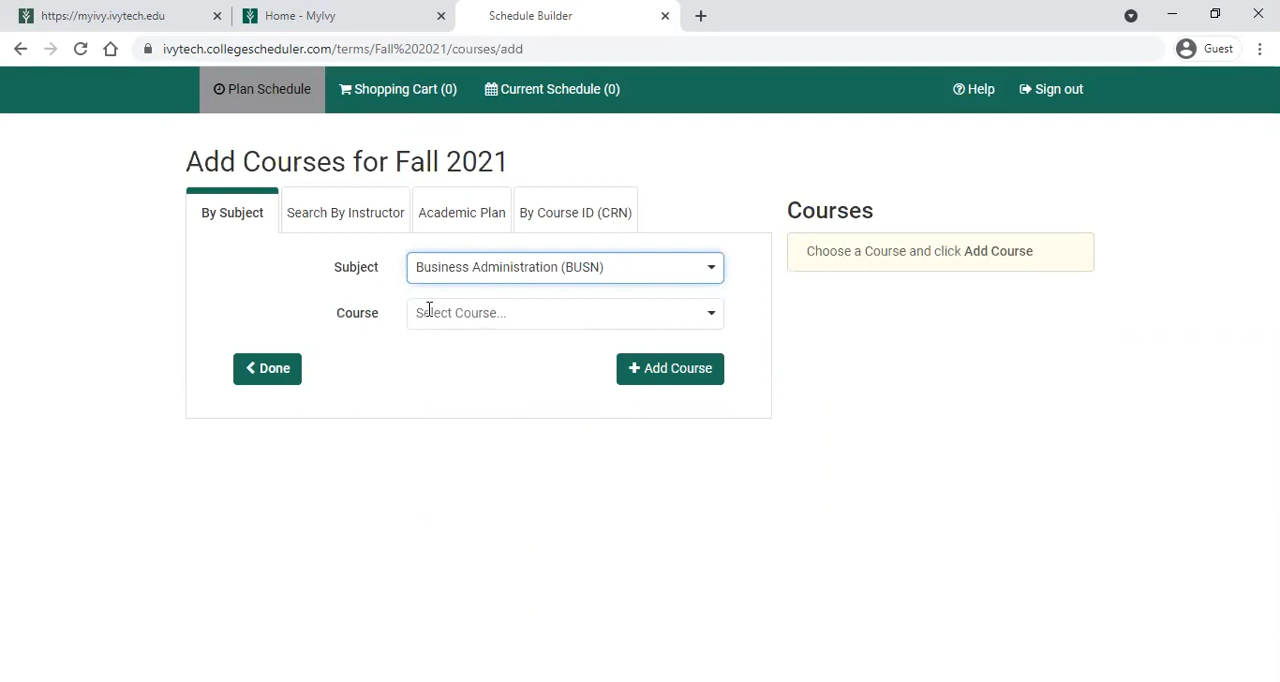 https://myivy.ivytech.edu
Home - MyIvy
Schedule Builder
ivytech.collegescheduler.com/terms/Fall%202021/courses/add
Guest
Plan Schedule
Shopping Cart (0)
Current Schedule (0)
Help
Sign out
Add Courses for Fall 2021
By Subject
Search By Instructor
Academic Plan
By Course ID (CRN)
Subject
Business Administration (BUSN)
Course
Select Course...
Done
Add Course
Courses
Choose a Course and click Add Course